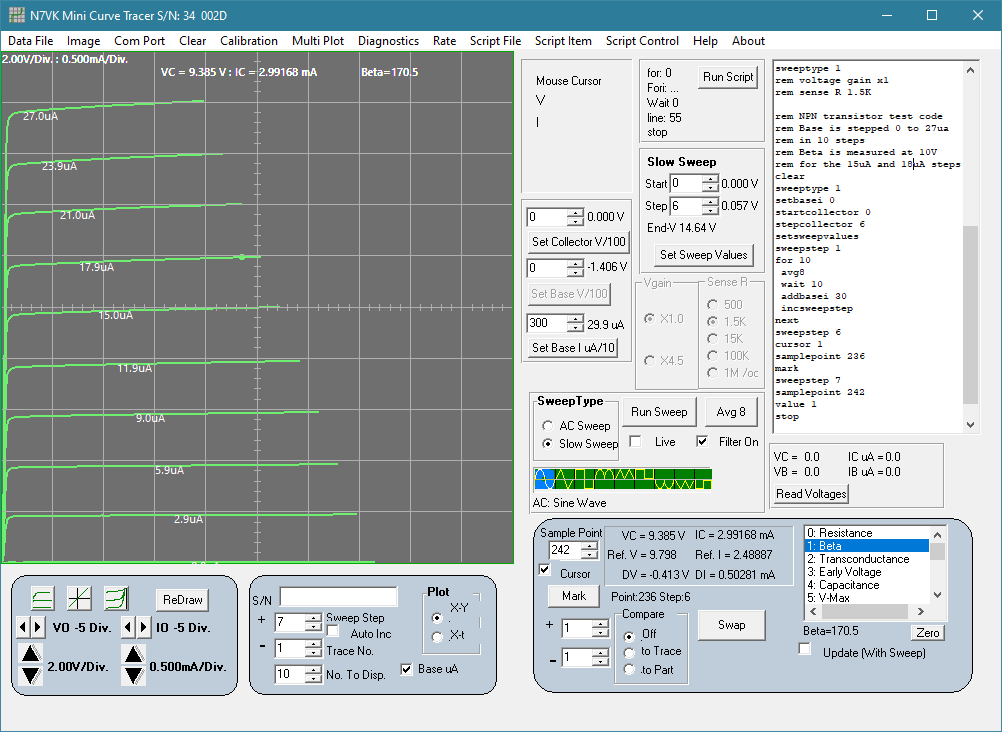 N7VK Mini Curve Tracer S/N: 34 002D
Data File Image Com Port Clear Calibration Multi Plot Diagnostics Rate Script File Script Item Script Control Help About
2.00V/Div. : 0.500mA/Div.
VC = 9.385 V : IC = 2.99168 mA Beta=170.5
27.0uA
23.9uA
21.0uA
17.9uA
15.0uA
11.9uA
9.0uA
5.9uA
2.9uA
Mouse Cursor
V
I
for: 0
Fori: ...
Wait 0
line: 55
stop
Run Script
Slow Sweep
Start 0 0.000 V
Step 6 0.057 V
End-V 14.64 V
Set Sweep Values
0 0.000 V
Set Collector V/100
0 -1.406 V
Set Base V/100
300 29.9 uA
Set Base I uA/10
Vgain
X1.0
X4.5
Sense R
500
1.5K
15K
100K
1M /oc
sweeptype 1
rem voltage gain x1
rem sense R 1.5K
rem NPN transistor test code
rem Base is stepped 0 to 27ua
rem in 10 steps
rem Beta is measured at 10V
rem for the 15uA and 18uA steps
clear
sweeptype 1
setbasei 0
startcollector 0
stepcollector 6
setsweepvalues
sweepstep 1
for 10
avg8
wait 10
addbasei 30
incsweepstep
next
sweepstep 6
cursor 1
samplepoint 236
mark
sweepstep 7
samplepoint 242
value 1
stop
SweepType
AC Sweep
Slow Sweep
Run Sweep
Avg 8
Live
Filter On
AC: Sine Wave
VC = 0.0 IC uA =0.0
VB = 0.0 IB uA =0.0
Read Voltages
ReDraw
VO -5 Div. IO -5 Div.
2.00V/Div. 0.500mA/Div.
S/N
+ 7 Sweep Step
Auto Inc
- 1 Trace No.
10 No. To Disp.
Plot
X-Y
X-t
Base uA
Sample Point
242
Cursor
Mark
VC = 9.385 V IC = 2.99168 mA
Ref. V = 9.798 Ref. I = 2.48887
DV = -0.413 V DI = 0.50281 mA
Point:236 Step:6
+ 1
- 1
Compare
.Off
to Trace
.to Part
Swap
0: Resistance
1: Beta
2: Transconductance
3: Early Voltage
4: Capacitance
5: V-Max
Beta=170.5
Zero
Update (With Sweep)